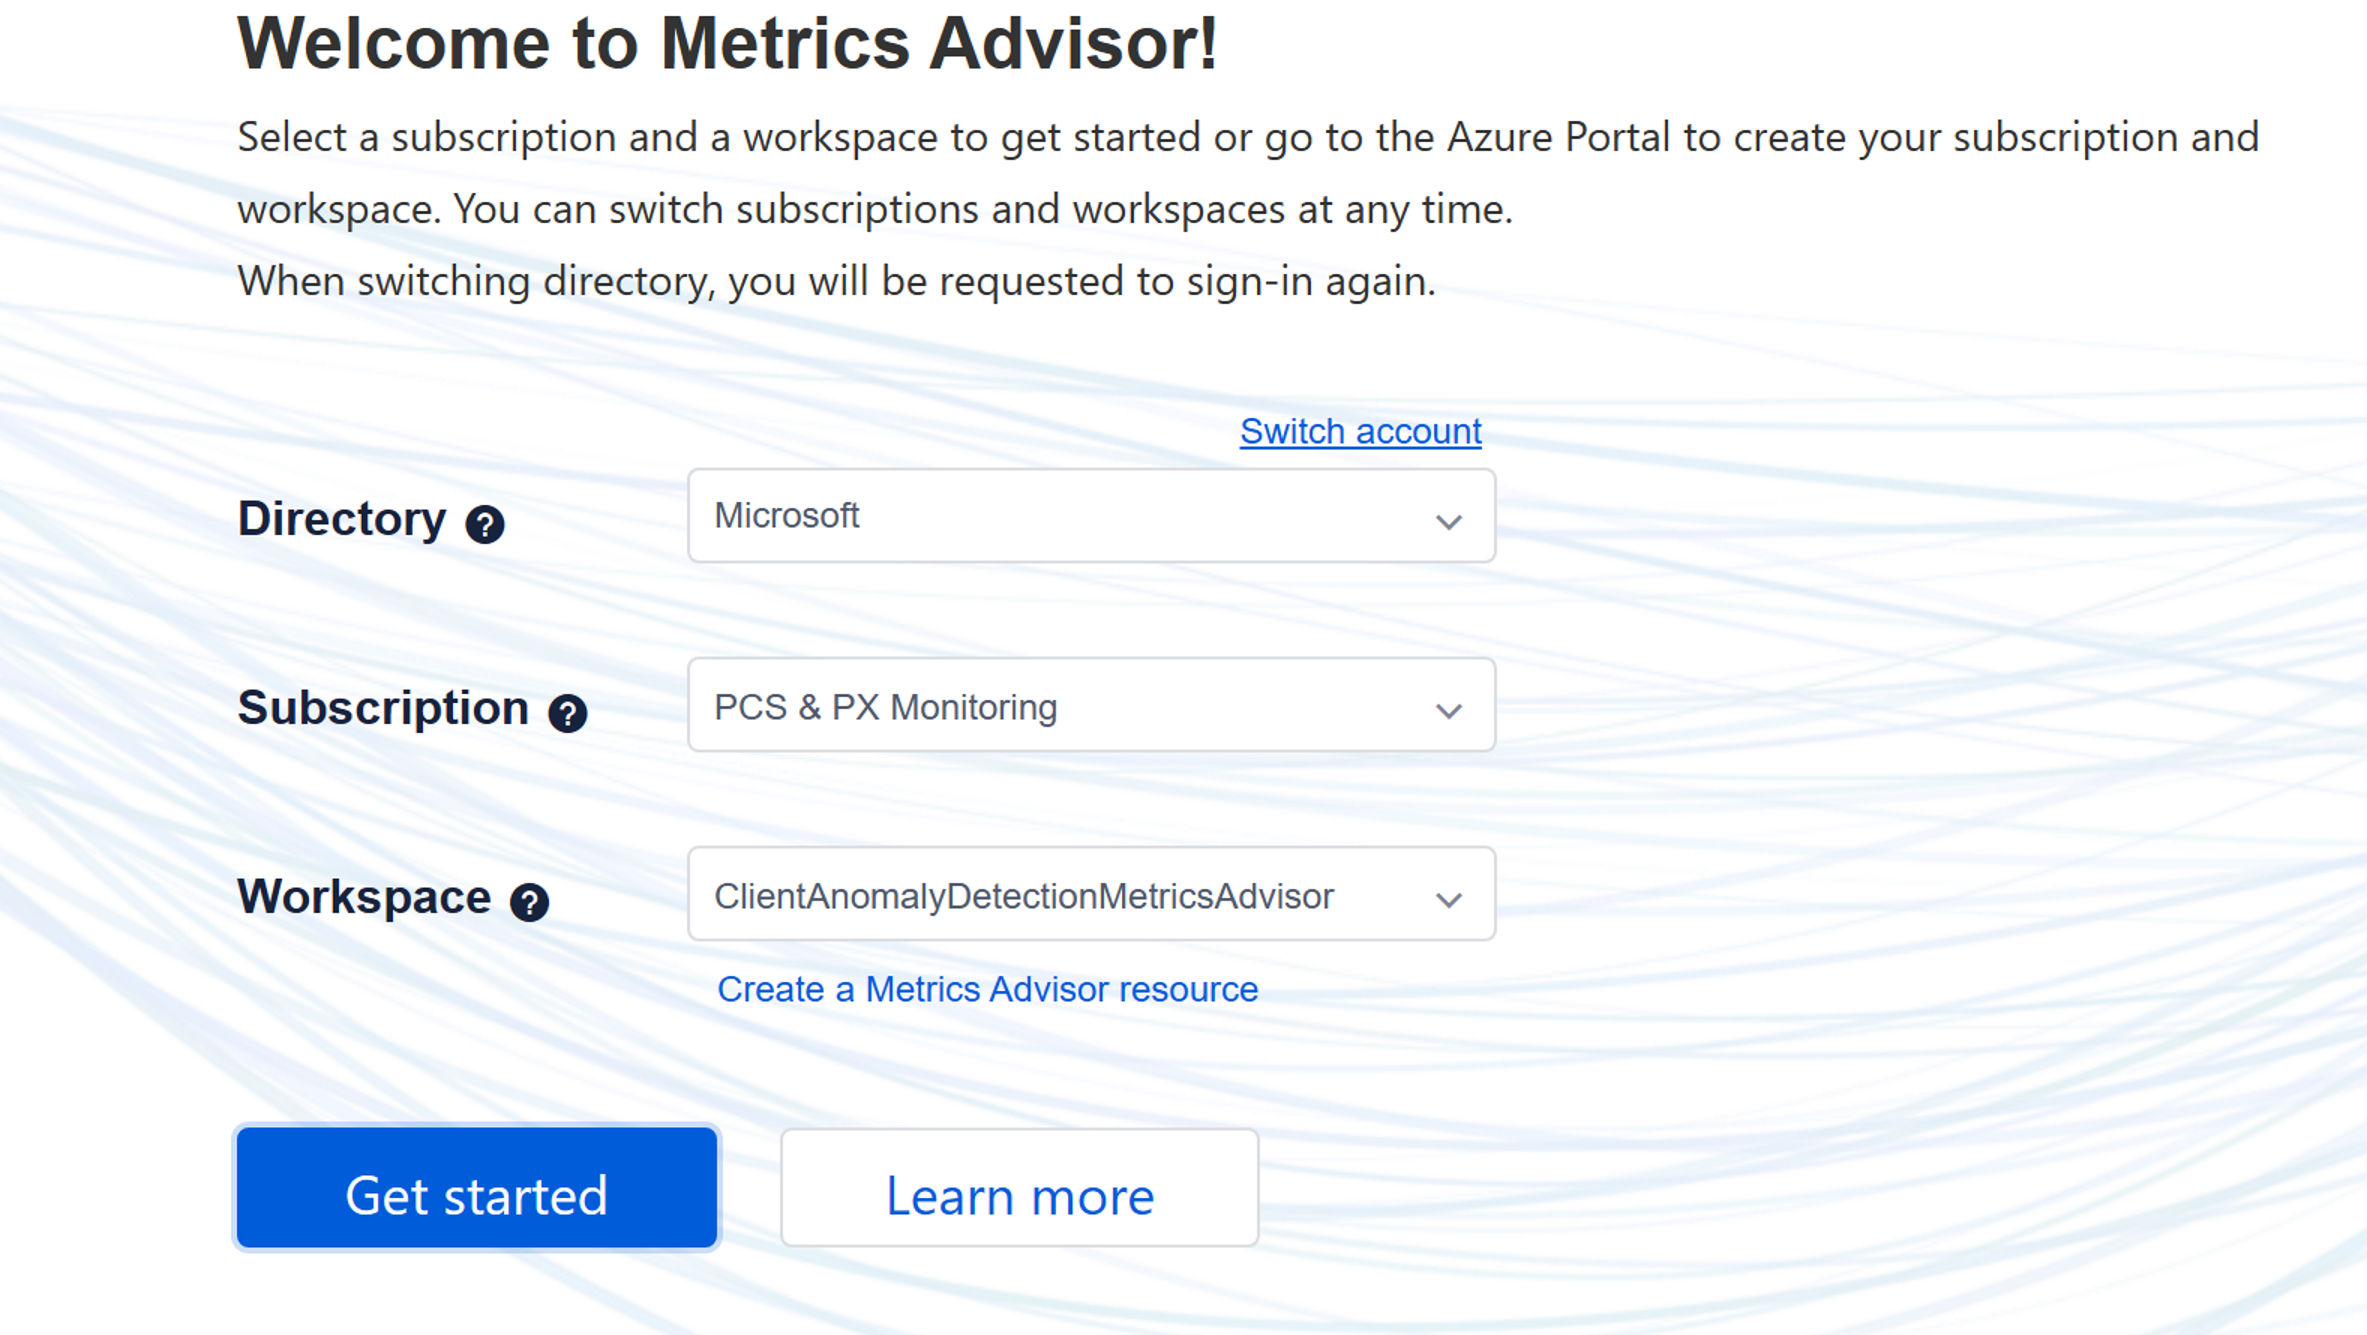 Welcome to Metrics Advisor!
Select a subscription and a workspace to get started or go to the Azure Portal to create your subscription and
workspace. You can switch subscriptions and workspaces at any time.
When switching directory, you will be requested to sign-in again.
Switch account
Directory ?
Microsoft
Subscription ?
PCS & PX Monitoring
Workspace ?
ClientAnomalyDetectionMetricsAdvisor
Create a Metrics Advisor resource
Get started
Learn more